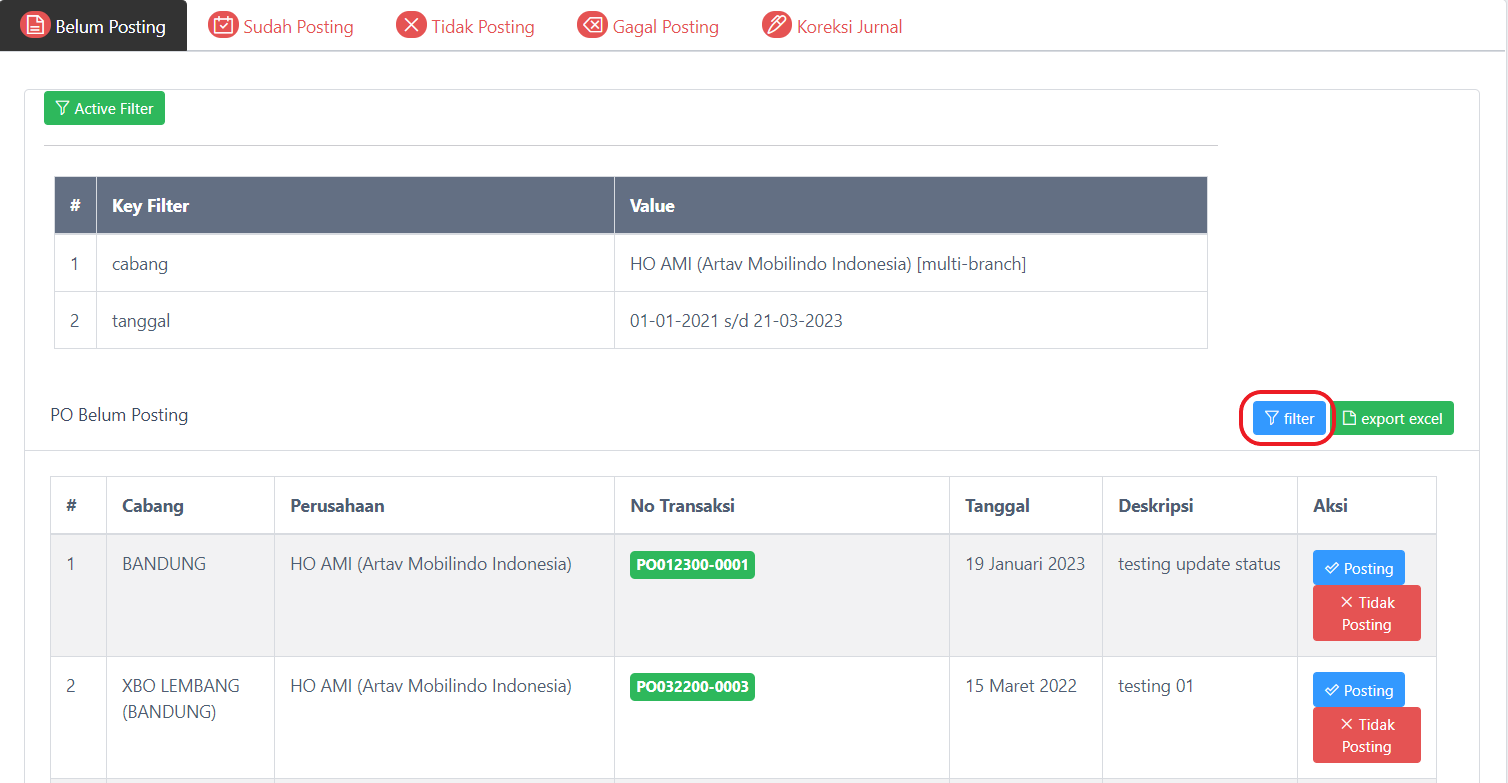 Belum Posting Sudah Posting Tidak Posting Gagal Posting Koreksi Jurnal
Active Filter
# Key Filter Value
1 cabang HO AMI (Artav Mobilindo Indonesia) [multi-branch]
2 tanggal 01-01-2021 s/d 21-03-2023
PO Belum Posting filter export excel
# Cabang Perusahaan No Transaksi Tanggal Deskripsi Aksi
1 BANDUNG HO AMI (Artav Mobilindo Indonesia) PO012300-0001 19 Januari 2023 testing update status Posting
Tidak
Posting
2 XBO LEMBANG HO AMI (Artav Mobilindo Indonesia) PO032200-0003 15 Maret 2022 testing 01 Posting
(BANDUNG) Tidak
Posting